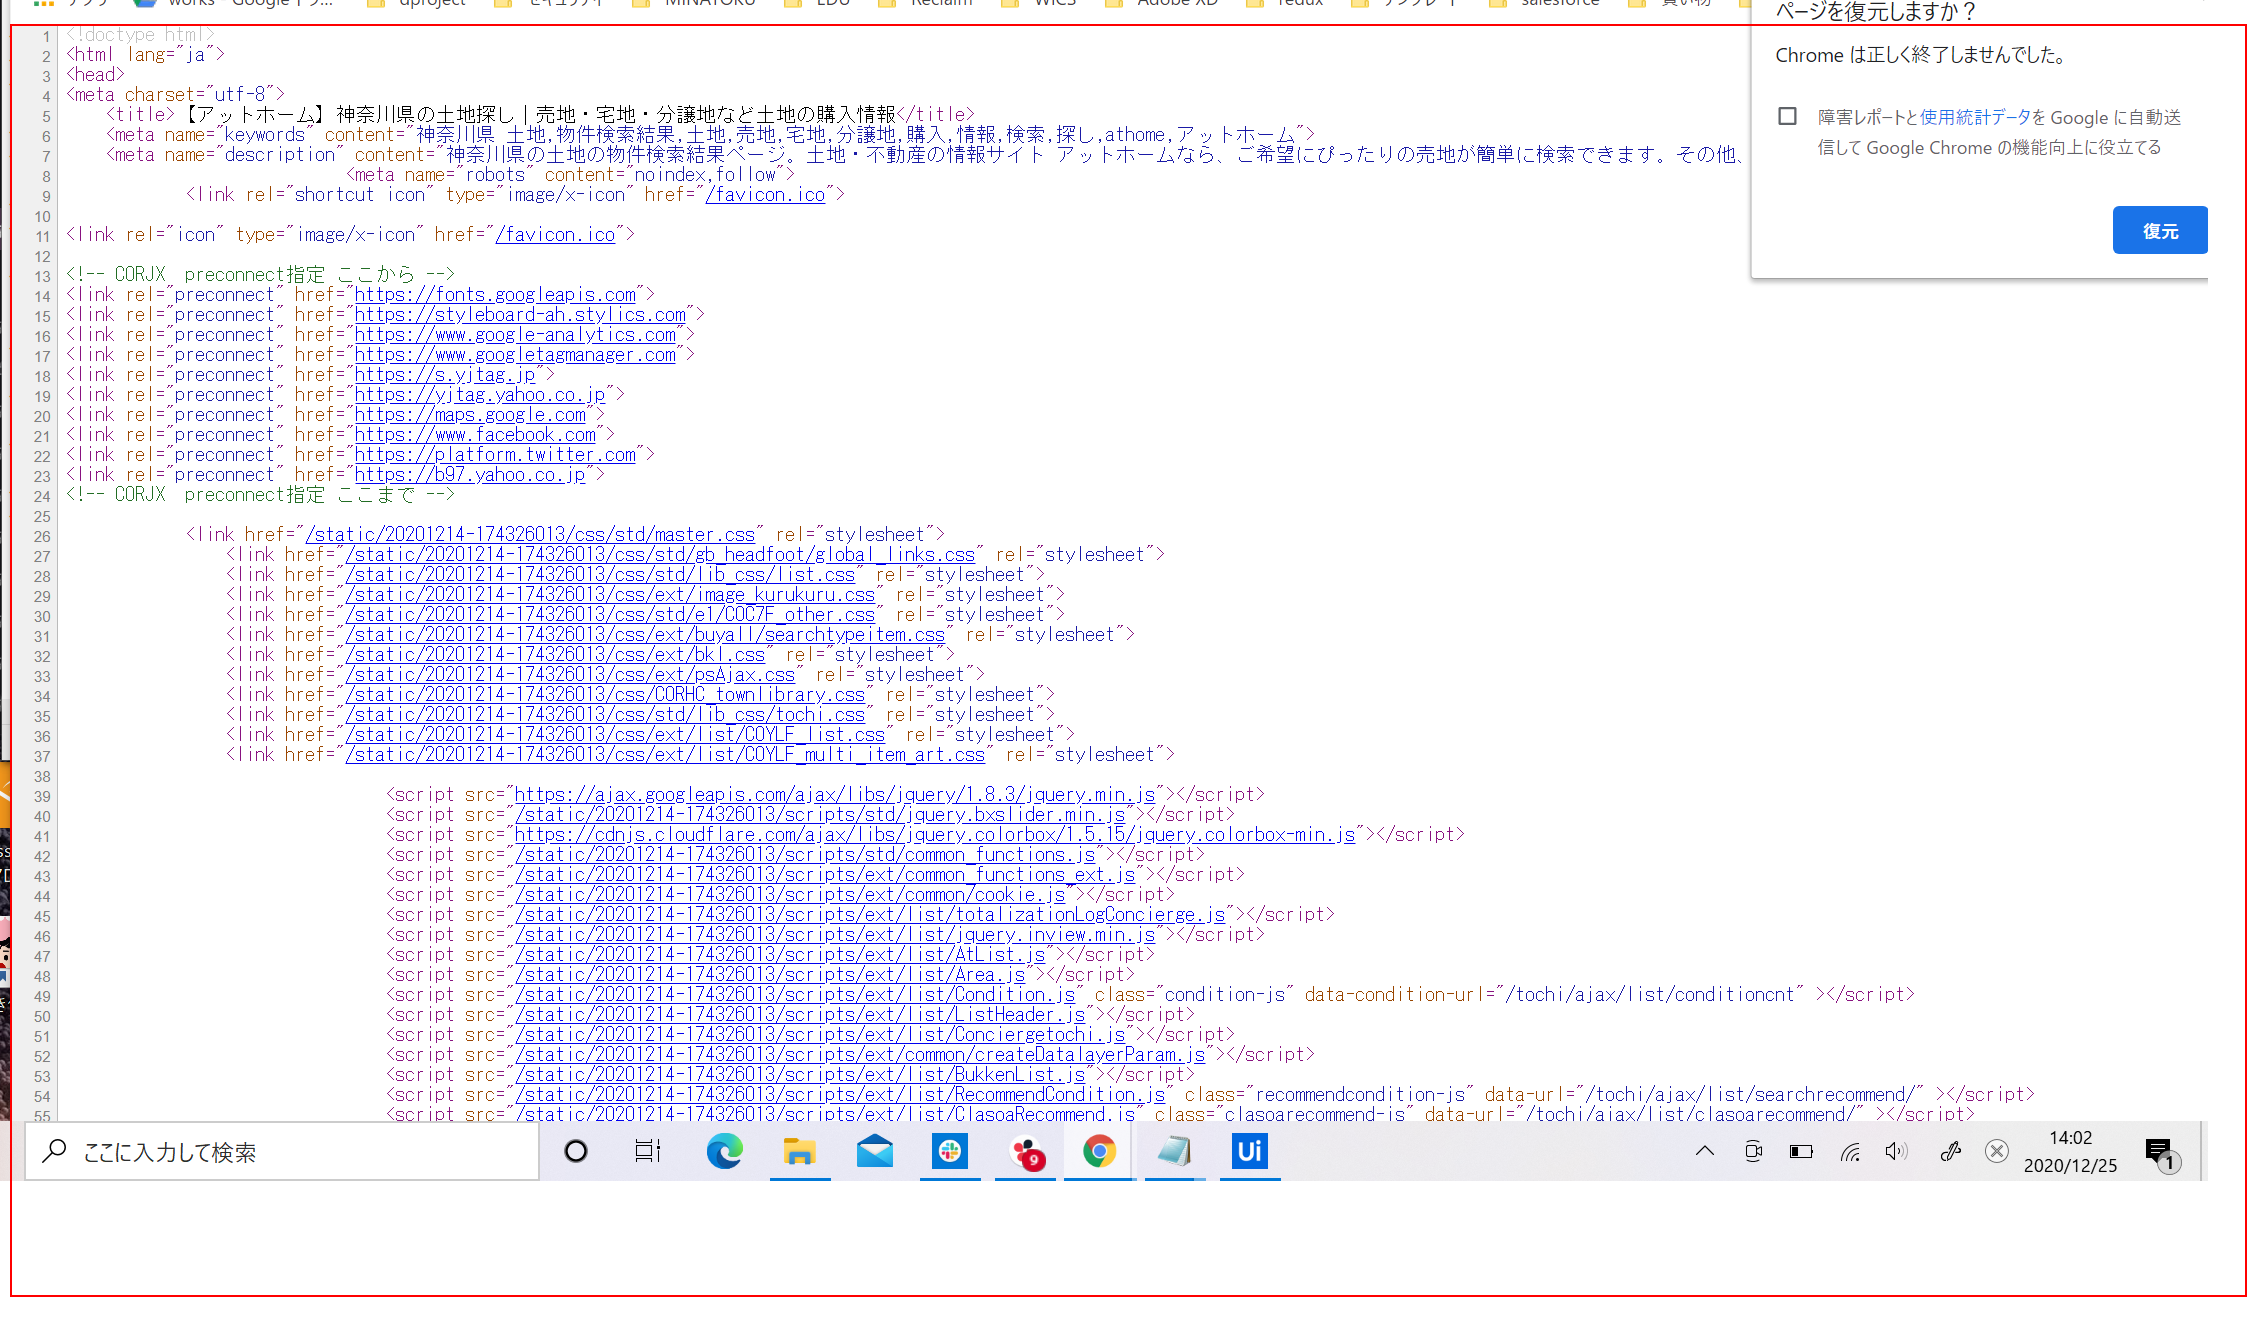 works - Google ドラ... dproject セキュリティ MINATOKU EDU Reclaim WICS Adobe XD redux テンプレート salesforce 買い物
ページを復元しますか？
Chrome は正しく終了しませんでした。
障害レポートと使用統計データを Google に自動送
信して Google Chrome の機能向上に役立てる
復元
1 <!doctype html>
2 <html lang="ja">
3 <head>
4 <meta charset="utf-8">
5 <title>【アットホーム】神奈川県の土地探し｜売地・宅地・分譲地など土地の購入情報</title>
6 <meta name="keywords" content="神奈川県 土地,物件検索結果,土地,売地,宅地,分譲地,購入,情報,検索,探し,athome,アットホーム">
7 <meta name="description" content="神奈川県の土地の物件検索結果ページ。土地・不動産の情報サイト アットホームなら、ご希望にぴったりの売地が簡単に検索できます。その他、
8 <meta name="robots" content="noindex,follow">
9 <link rel="shortcut icon" type="image/x-icon" href="/favicon.ico">
10
11 <link rel="icon" type="image/x-icon" href="/favicon.ico">
12
13 <!-- CORJX preconnect指定 ここから -->
14 <link rel="preconnect" href="https://fonts.googleapis.com">
15 <link rel="preconnect" href="https://styleboard-ah.stylics.com">
16 <link rel="preconnect" href="https://www.google-analytics.com">
17 <link rel="preconnect" href="https://www.googletagmanager.com">
18 <link rel="preconnect" href="https://s.yjtag.jp">
19 <link rel="preconnect" href="https://yjtag.yahoo.co.jp">
20 <link rel="preconnect" href="https://maps.google.com">
21 <link rel="preconnect" href="https://www.facebook.com">
22 <link rel="preconnect" href="https://platform.twitter.com">
23 <link rel="preconnect" href="https://b97.yahoo.co.jp">
24 <!-- CORJX preconnect指定 ここまで -->
25
26 <link href="/static/20201214-174326013/css/std/master.css" rel="stylesheet">
27 <link href="/static/20201214-174326013/css/std/gb_headfoot/global_links.css" rel="stylesheet">
28 <link href="/static/20201214-174326013/css/std/lib_css/list.css" rel="stylesheet">
29 <link href="/static/20201214-174326013/css/ext/image_kurukuru.css" rel="stylesheet">
30 <link href="/static/20201214-174326013/css/std/e1/COC7F_other.css" rel="stylesheet">
31 <link href="/static/20201214-174326013/css/ext/buyall/searchtypeitem.css" rel="stylesheet">
32 <link href="/static/20201214-174326013/css/ext/bkl.css" rel="stylesheet">
33 <link href="/static/20201214-174326013/css/ext/psAjax.css" rel="stylesheet">
34 <link href="/static/20201214-174326013/css/CORHC_townlibrary.css" rel="stylesheet">
35 <link href="/static/20201214-174326013/css/std/lib_css/tochi.css" rel="stylesheet">
36 <link href="/static/20201214-174326013/css/ext/list/COYLF_list.css" rel="stylesheet">
37 <link href="/static/20201214-174326013/css/ext/list/COYLF_multi_item_art.css" rel="stylesheet">
38
39 <script src="https://ajax.googleapis.com/ajax/libs/jquery/1.8.3/jquery.min.js"></script>
40 <script src="/static/20201214-174326013/scripts/std/jquery.bxslider.min.js"></script>
41 <script src="https://cdnjs.cloudflare.com/ajax/libs/jquery.colorbox/1.5.15/jquery.colorbox-min.js"></script>
42 <script src="/static/20201214-174326013/scripts/std/common_functions.js"></script>
43 <script src="/static/20201214-174326013/scripts/ext/common_functions_ext.js"></script>
44 <script src="/static/20201214-174326013/scripts/ext/common/cookie.js"></script>
45 <script src="/static/20201214-174326013/scripts/ext/list/totalizationLogConcierge.js"></script>
46 <script src="/static/20201214-174326013/scripts/ext/list/jquery.inview.min.js"></script>
47 <script src="/static/20201214-174326013/scripts/ext/list/AtList.js"></script>
48 <script src="/static/20201214-174326013/scripts/ext/list/Area.js"></script>
49 <script src="/static/20201214-174326013/scripts/ext/list/Condition.js" class="condition-js" data-condition-url="/tochi/ajax/list/conditioncnt" ></script>
50 <script src="/static/20201214-174326013/scripts/ext/list/ListHeader.js"></script>
51 <script src="/static/20201214-174326013/scripts/ext/list/Conciergetochi.js"></script>
52 <script src="/static/20201214-174326013/scripts/ext/common/createDatalayerParam.js"></script>
53 <script src="/static/20201214-174326013/scripts/ext/list/BukkenList.js"></script>
54 <script src="/static/20201214-174326013/scripts/ext/list/RecommendCondition.js" class="recommendcondition-js" data-url="/tochi/ajax/list/searchrecommend/" ></script>
55 <script src="/static/20201214-174326013/scripts/ext/list/ClasoaRecommend.js" class="clasoarecommend-js" data-url="/tochi/ajax/list/clasoarecommend/" ></script>
ここに入力して検索
9
Ui
14:02
2020/12/25
1